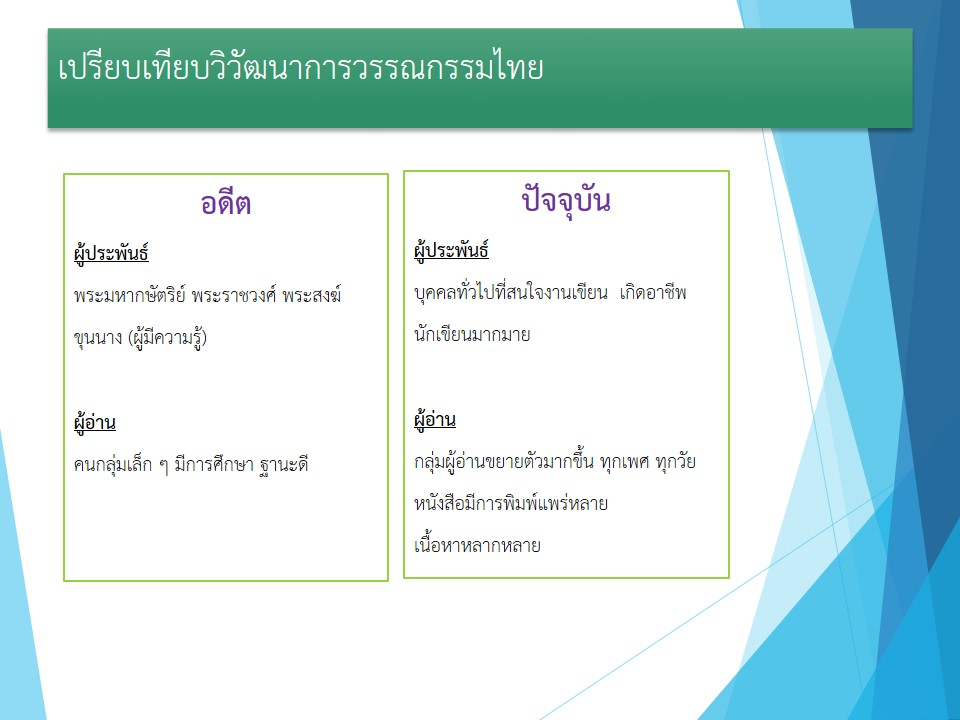 เปรียบเทียบวิวัฒนาการวรรณกรรมไทย
อดีต
ผู้ประพันธ์
พระมหากษัตริย์ พระราชวงศ์ พระสงฆ์
ขุนนาง (ผู้มีความรู้)
ผู้อ่าน
คนกลุ่มเล็ก ๆ มีการศึกษา ฐานะดี
ปัจจุบัน
ผู้ประพันธ์
บุคคลทั่วไปที่สนใจงานเขียน เกิดอาชีพ
นักเขียนมากมาย
ผู้อ่าน
กลุ่มผู้อ่านขยายตัวมากขึ้น ทุกเพศ ทุกวัย
หนังสือมีการพิมพ์แพร่หลาย
เนื้อหาหลากหลาย